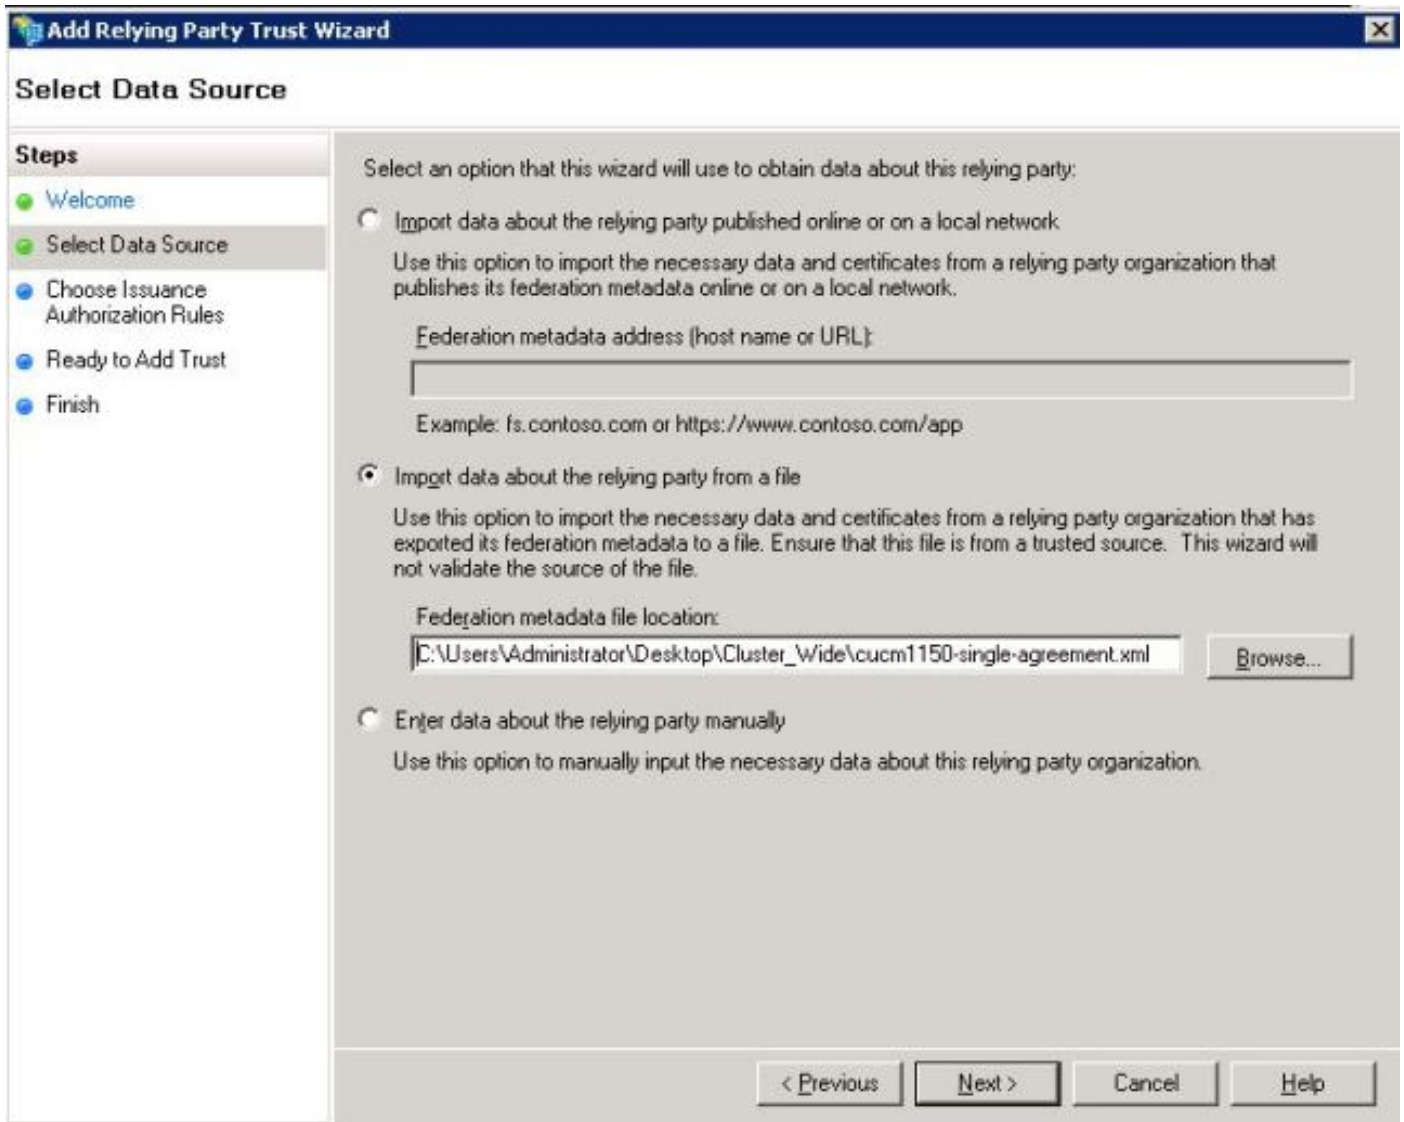 Add Relying Party Trust Wizard
Select Data Source
Steps
Welcome
Select Data Source
Choose Issuance
Authorization Rules
Ready to Add Trust
Finish
Select an option that this wizard will use to obtain data about this relying party:
Import data about the relying party published online or on a local network
Use this option to import the necessary data and certificates from a relying party organization that
publishes its federation metadata online or on a local network.
Federation metadata address (host name or URL):
Example: fs.contoso.com or https://www.contoso.com/app
Import data about the relying party from a file
Use this option to import the necessary data and certificates from a relying party organization that has
exported its federation metadata to a file. Ensure that this file is from a trusted source.  This wizard will
not validate the source of the file.
Federation metadata file location:
C:\Users\Administrator\Desktop\Cluster_Wide\cucm1150-single-agreement.xml
Browse...
Enter data about the relying party manually
Use this option to manually input the necessary data about this relying party organization.
< Previous
Next >
Cancel
Help